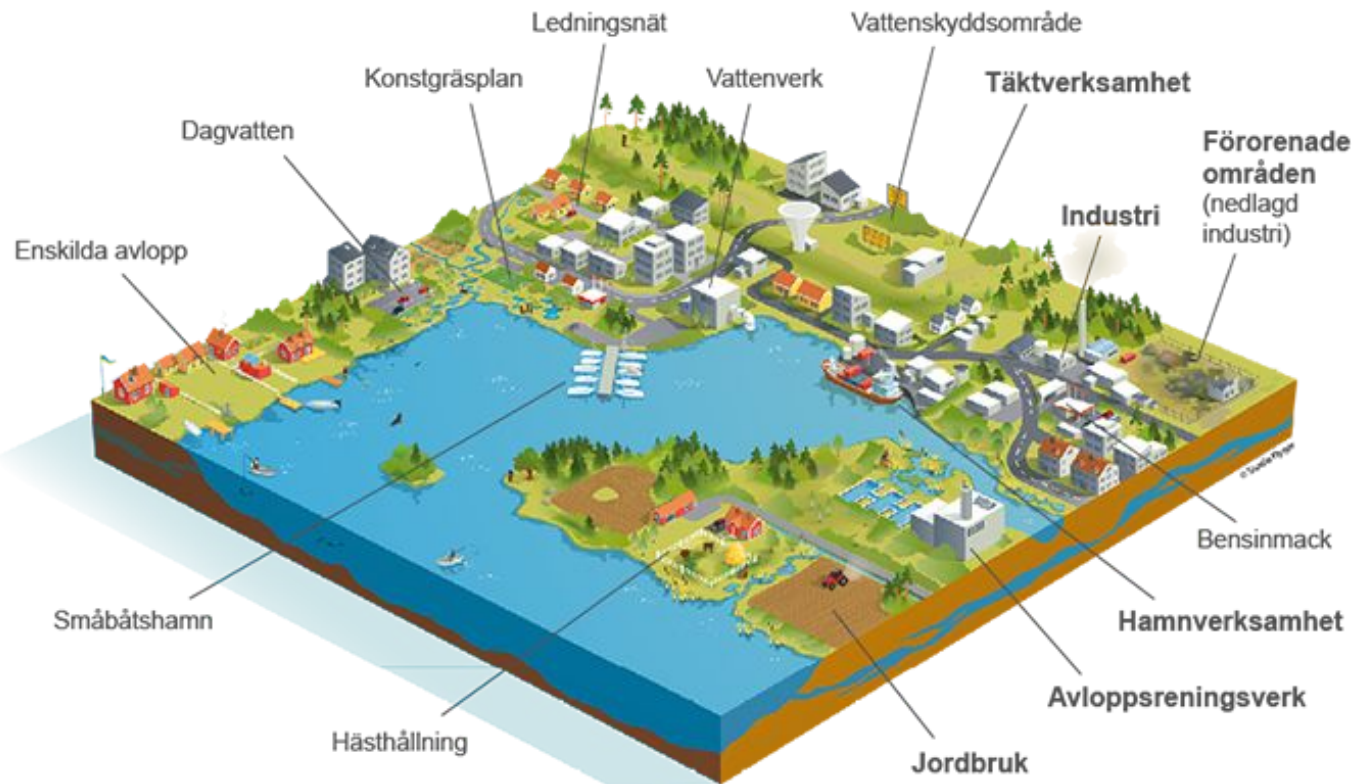 Ledningsnät
Vattenskyddsområde
Konstgräsplan
Vattenverk
Täktverksamhet
Dagvatten
Förorenade
områden
(nedlagd
industri)
Industri
Enskilda avlopp
Bensinmack
Småbåtshamn
Hamnverksamhet
Avloppsreningsverk
Hästhållning
Jordbruk